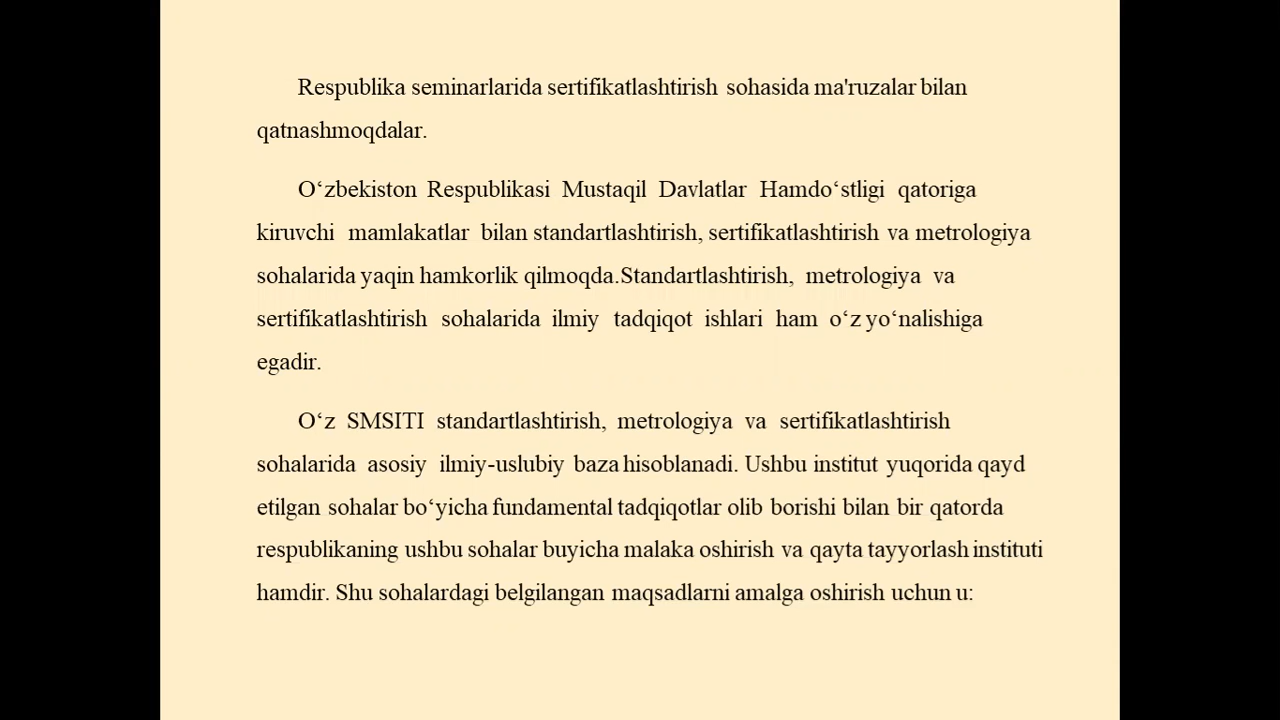 Respublika seminarlarida sertifikatlashtirish sohasida ma'ruzalar bilan
qatnashmoqdalar.
O‘zbekiston Respublikasi Mustaqil Davlatlar Hamdo‘stligi qatoriga
kiruvchi mamlakatlar bilan standartlashtirish, sertifikatlashtirish va metrologiya
sohalarida yaqin hamkorlik qilmoqda.Standartlashtirish, metrologiya va
sertifikatlashtirish sohalarida ilmiy tadqiqot ishlari ham o‘z yo‘nalishiga
egadir.
O‘z SMSITI standartlashtirish, metrologiya va sertifikatlashtirish
sohalarida asosiy ilmiy-uslubiy baza hisoblanadi. Ushbu institut yuqorida qayd
etilgan sohalar bo‘yicha fundamental tadqiqotlar olib borishi bilan bir qatorda
respublikaning ushbu sohalar buyicha malaka oshirish va qayta tayyorlash instituti
hamdir. Shu sohalardagi belgilangan maqsadlarni amalga oshirish uchun u: